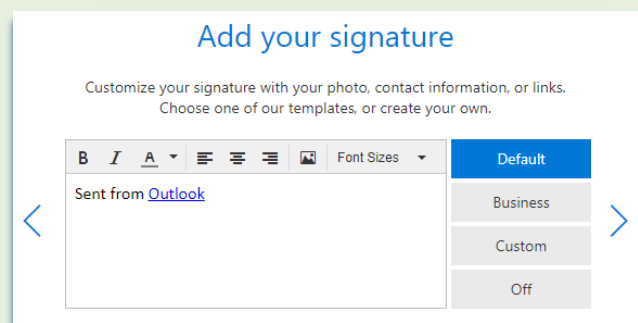 Add your signature
Customize your signature with your photo, contact information, or links.
Choose one of our templates, or create your own.
B I A Font Sizes
Default
Sent from Outlook
Business
Custom
Off